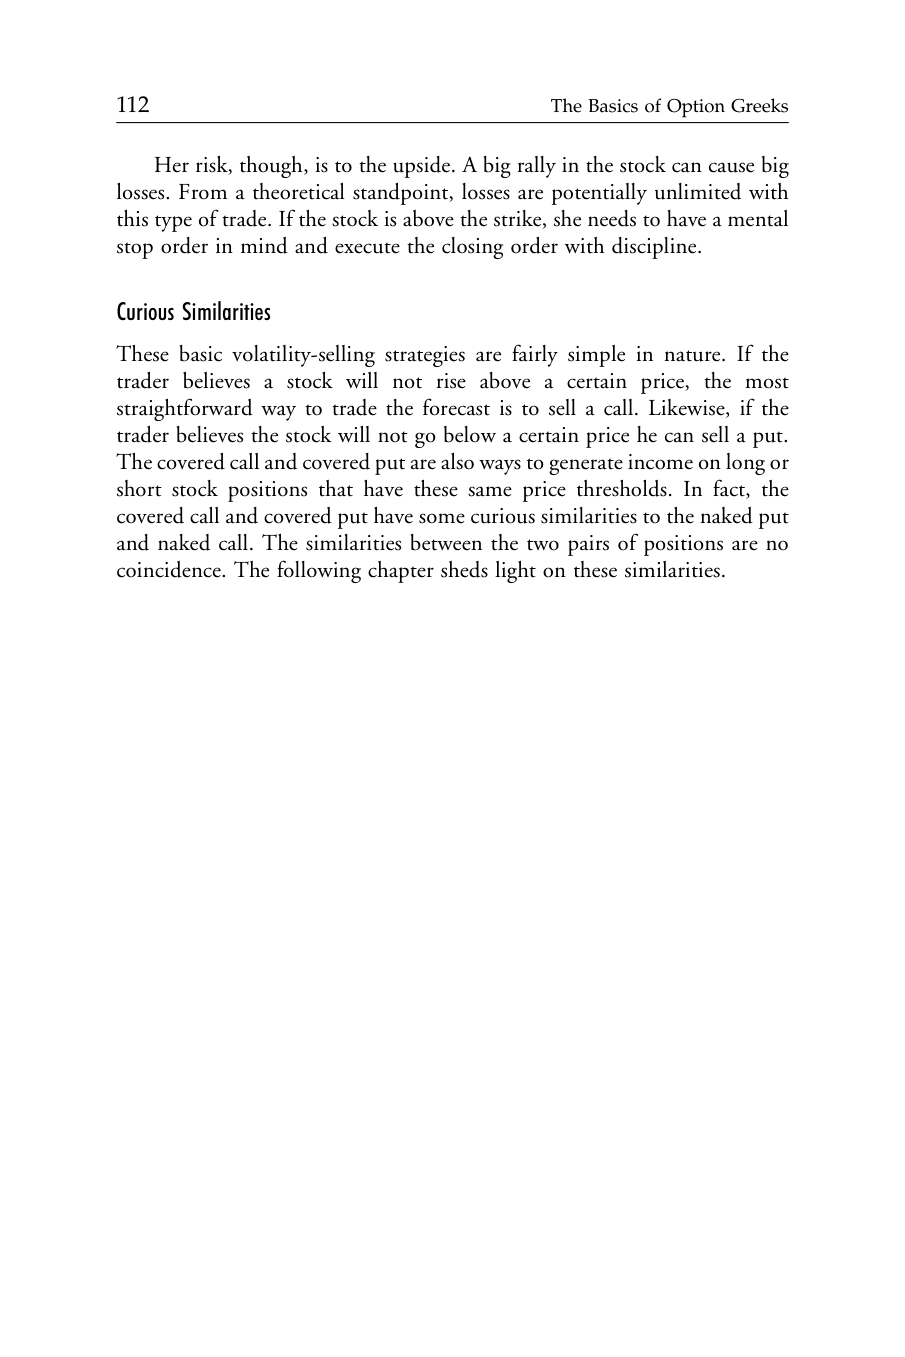 112
The Basics of Option Greeks
Her risk, though, is to the upside. A big rally in the stock can cause big
losses. From a theoretical standpoint, losses are potentially unlimited with
this type of trade. If the stock is above the strike, she needs to have a mental
stop order in mind and execute the closing order with discipline.
Curious Similarities
These basic volatility-selling strategies are fairly simple in nature. If the
trader believes a stock will not rise above a certain price, the most
straightforward way to trade the forecast is to sell a call. Likewise, if the
trader believes the stock will not go below a certain price he can sell a put.
The covered call and covered put are also ways to generate income on long or
short stock positions that have these same price thresholds. In fact, the
covered call and covered put have some curious similarities to the naked put
and naked call. The similarities between the two pairs of positions are no
coincidence. The following chapter sheds light on these similarities.